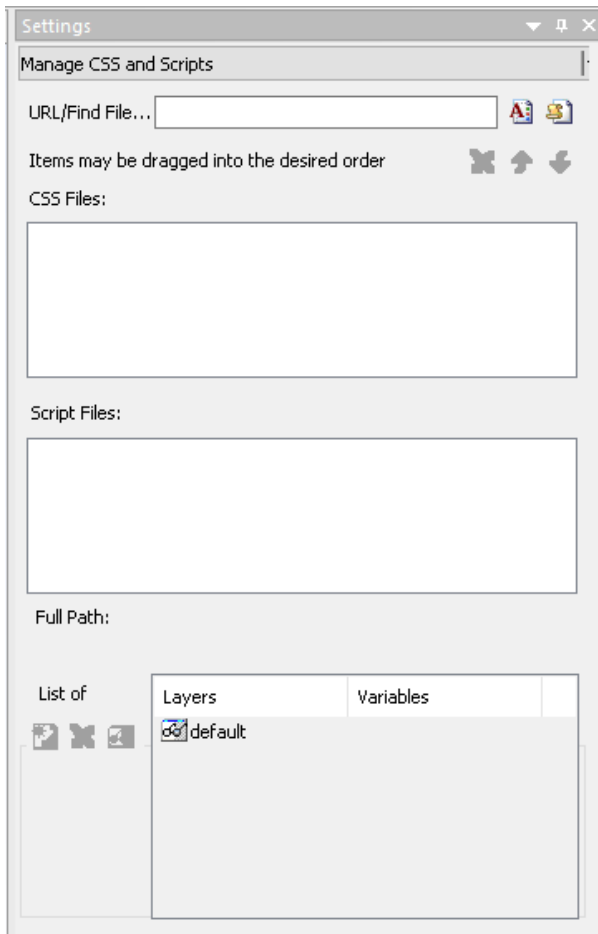 Settings
Manage CSS and Scripts
URL/Find File...
Items may be dragged into the desired order
CSS Files:
Script Files:
Full Path:
List of
Layers Variables
default